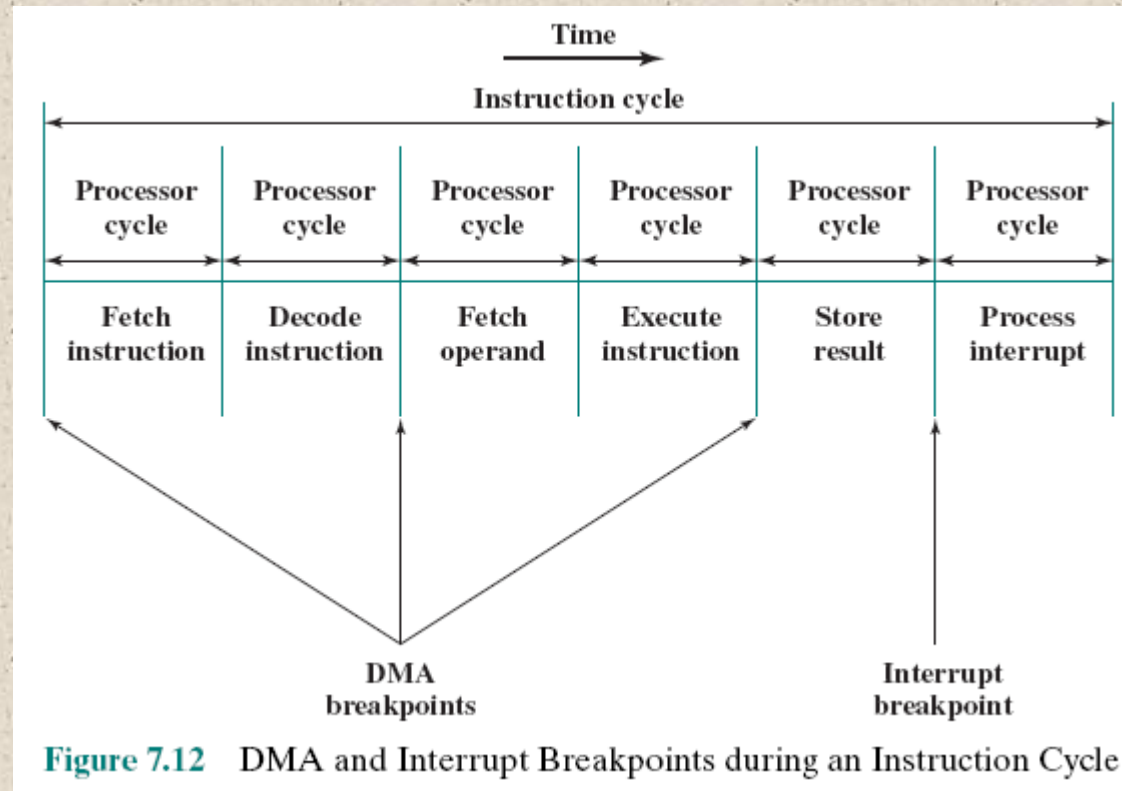 Time
Instruction cycle
Processor cycle
Processor cycle
Processor cycle
Processor cycle
Processor cycle
Processor cycle
Fetch instruction
Decode instruction
Fetch operand
Execute instruction
Store result
Process interrupt
DMA breakpoints
Interrupt breakpoint
Figure 7.12 DMA and Interrupt Breakpoints during an Instruction Cycle